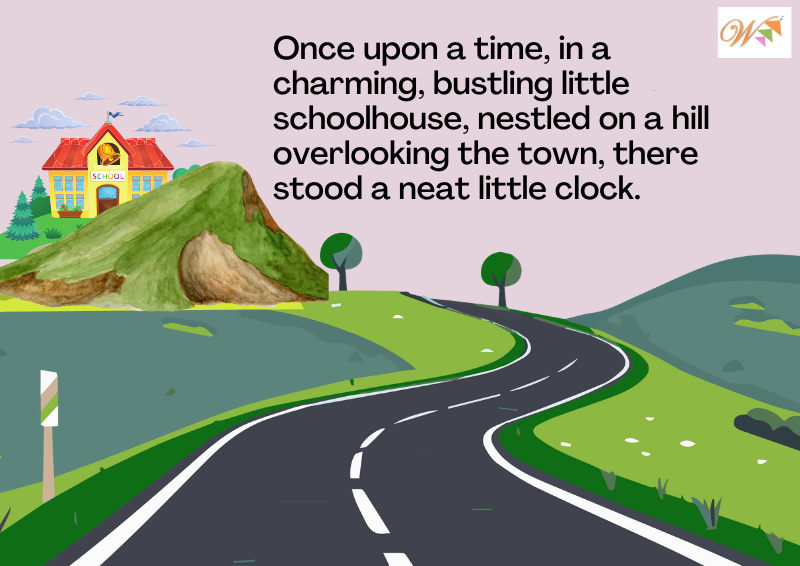 W
Once upon a time, in a
charming, bustling little
schoolhouse, nestled on a hill
overlooking the town, there
stood a neat little clock.
SCHOOL